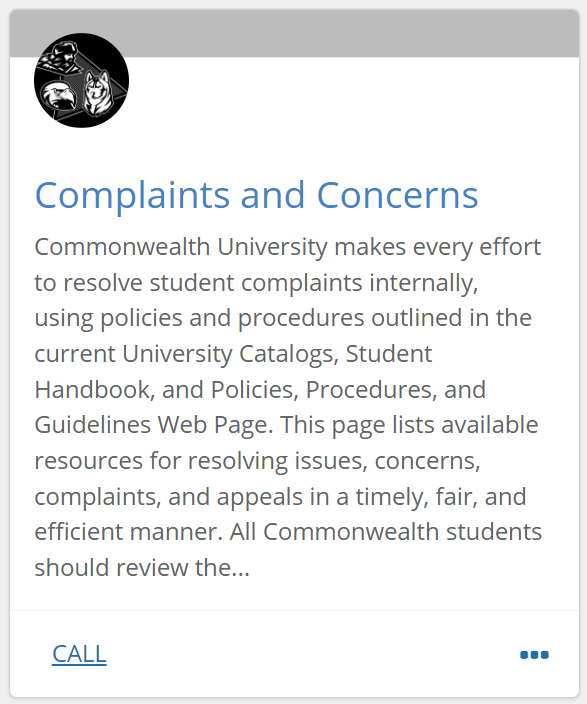 Complaints and Concerns
Commonwealth University makes every effort
to resolve student complaints internally,
using policies and procedures outlined in the
current University Catalogs, Student
Handbook, and Policies, Procedures, and
Guidelines Web Page. This page lists available
resources for resolving issues, concerns,
complaints, and appeals in a timely, fair, and
efficient manner. All Commonwealth students
should review the...
CALL